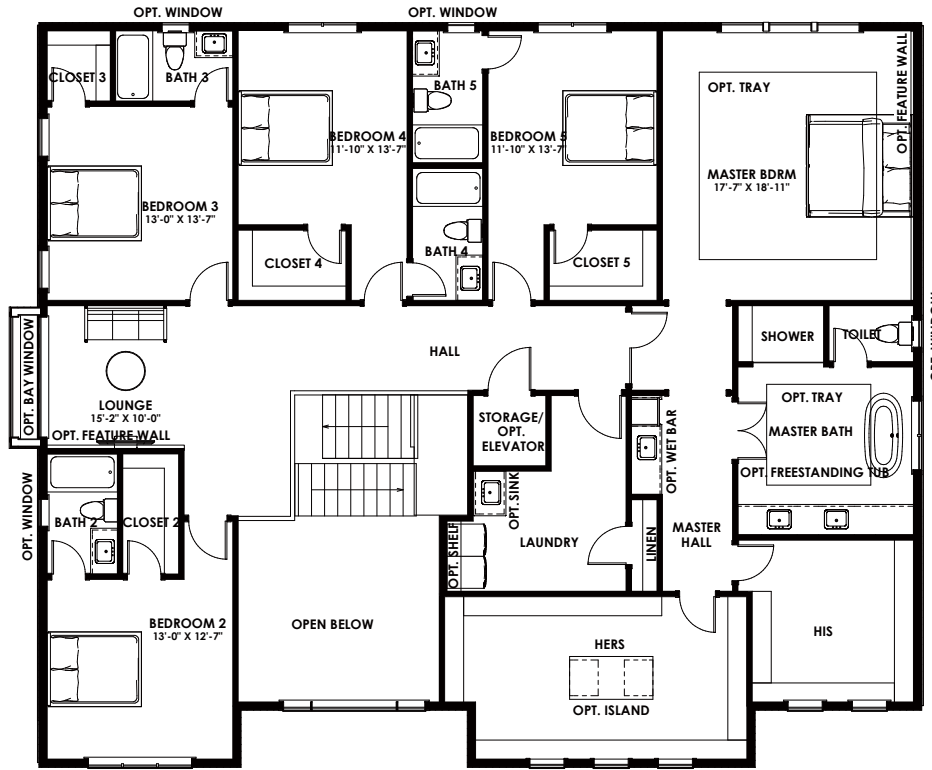 OPT. WINDOW
OPT. WINDOW
CLOSET 3
BATH 3
BEDROOM 4
11'-10" X 13'-7"
BATH 5
BEDROOM 5
11'-10" X 13'-7"
OPT. TRAY
OPT. FEATURE WALL
MASTER BDRM
17'-7" X 18'-11"
BEDROOM 3
13'-0" X 13'-7"
CLOSET 4
BATH 4
CLOSET 5
OPT. BAY WINDOW
HALL
SHOWER
TOILET
LOUNGE
15'-2" X 10'-0"
OPT. FEATURE WALL
STORAGE/
OPT.
ELEVATOR
OPT. WET BAR
OPT. TRAY
MASTER BATH
OPT. FREESTANDING TUB
OPT. WINDOW
BATH 2
CLOSET 2
OPT. SINK
OPT. SHELF
LAUNDRY
LINEN
MASTER
HALL
BEDROOM 2
13'-0" X 12'-7"
OPEN BELOW
HERS
OPT. ISLAND
HIS